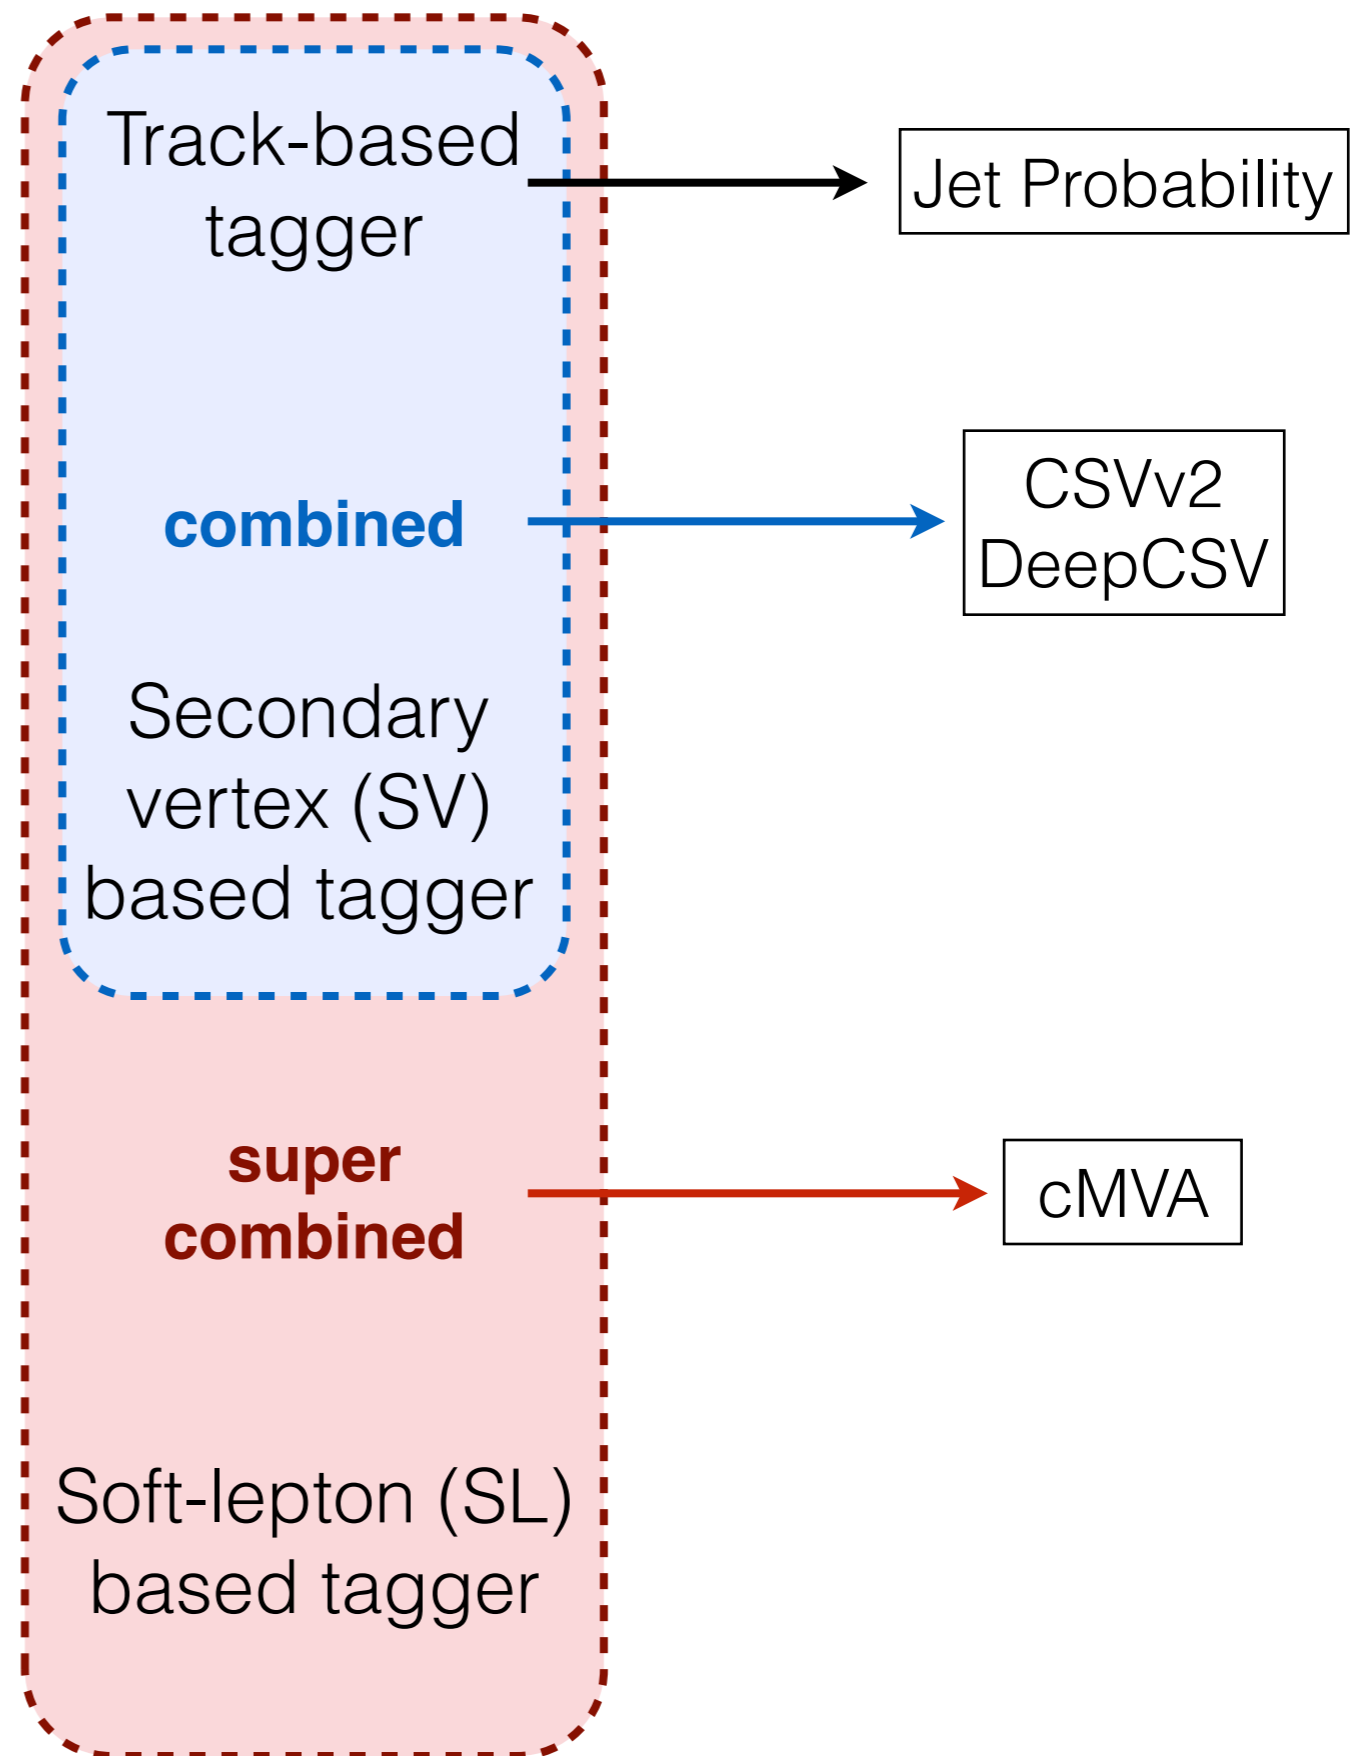 Track-based
tagger
Jet Probability
combined
CSVv2
DeepCSV
Secondary
vertex (SV)
based tagger
super
combined
cMVA
Soft-lepton (SL)
based tagger